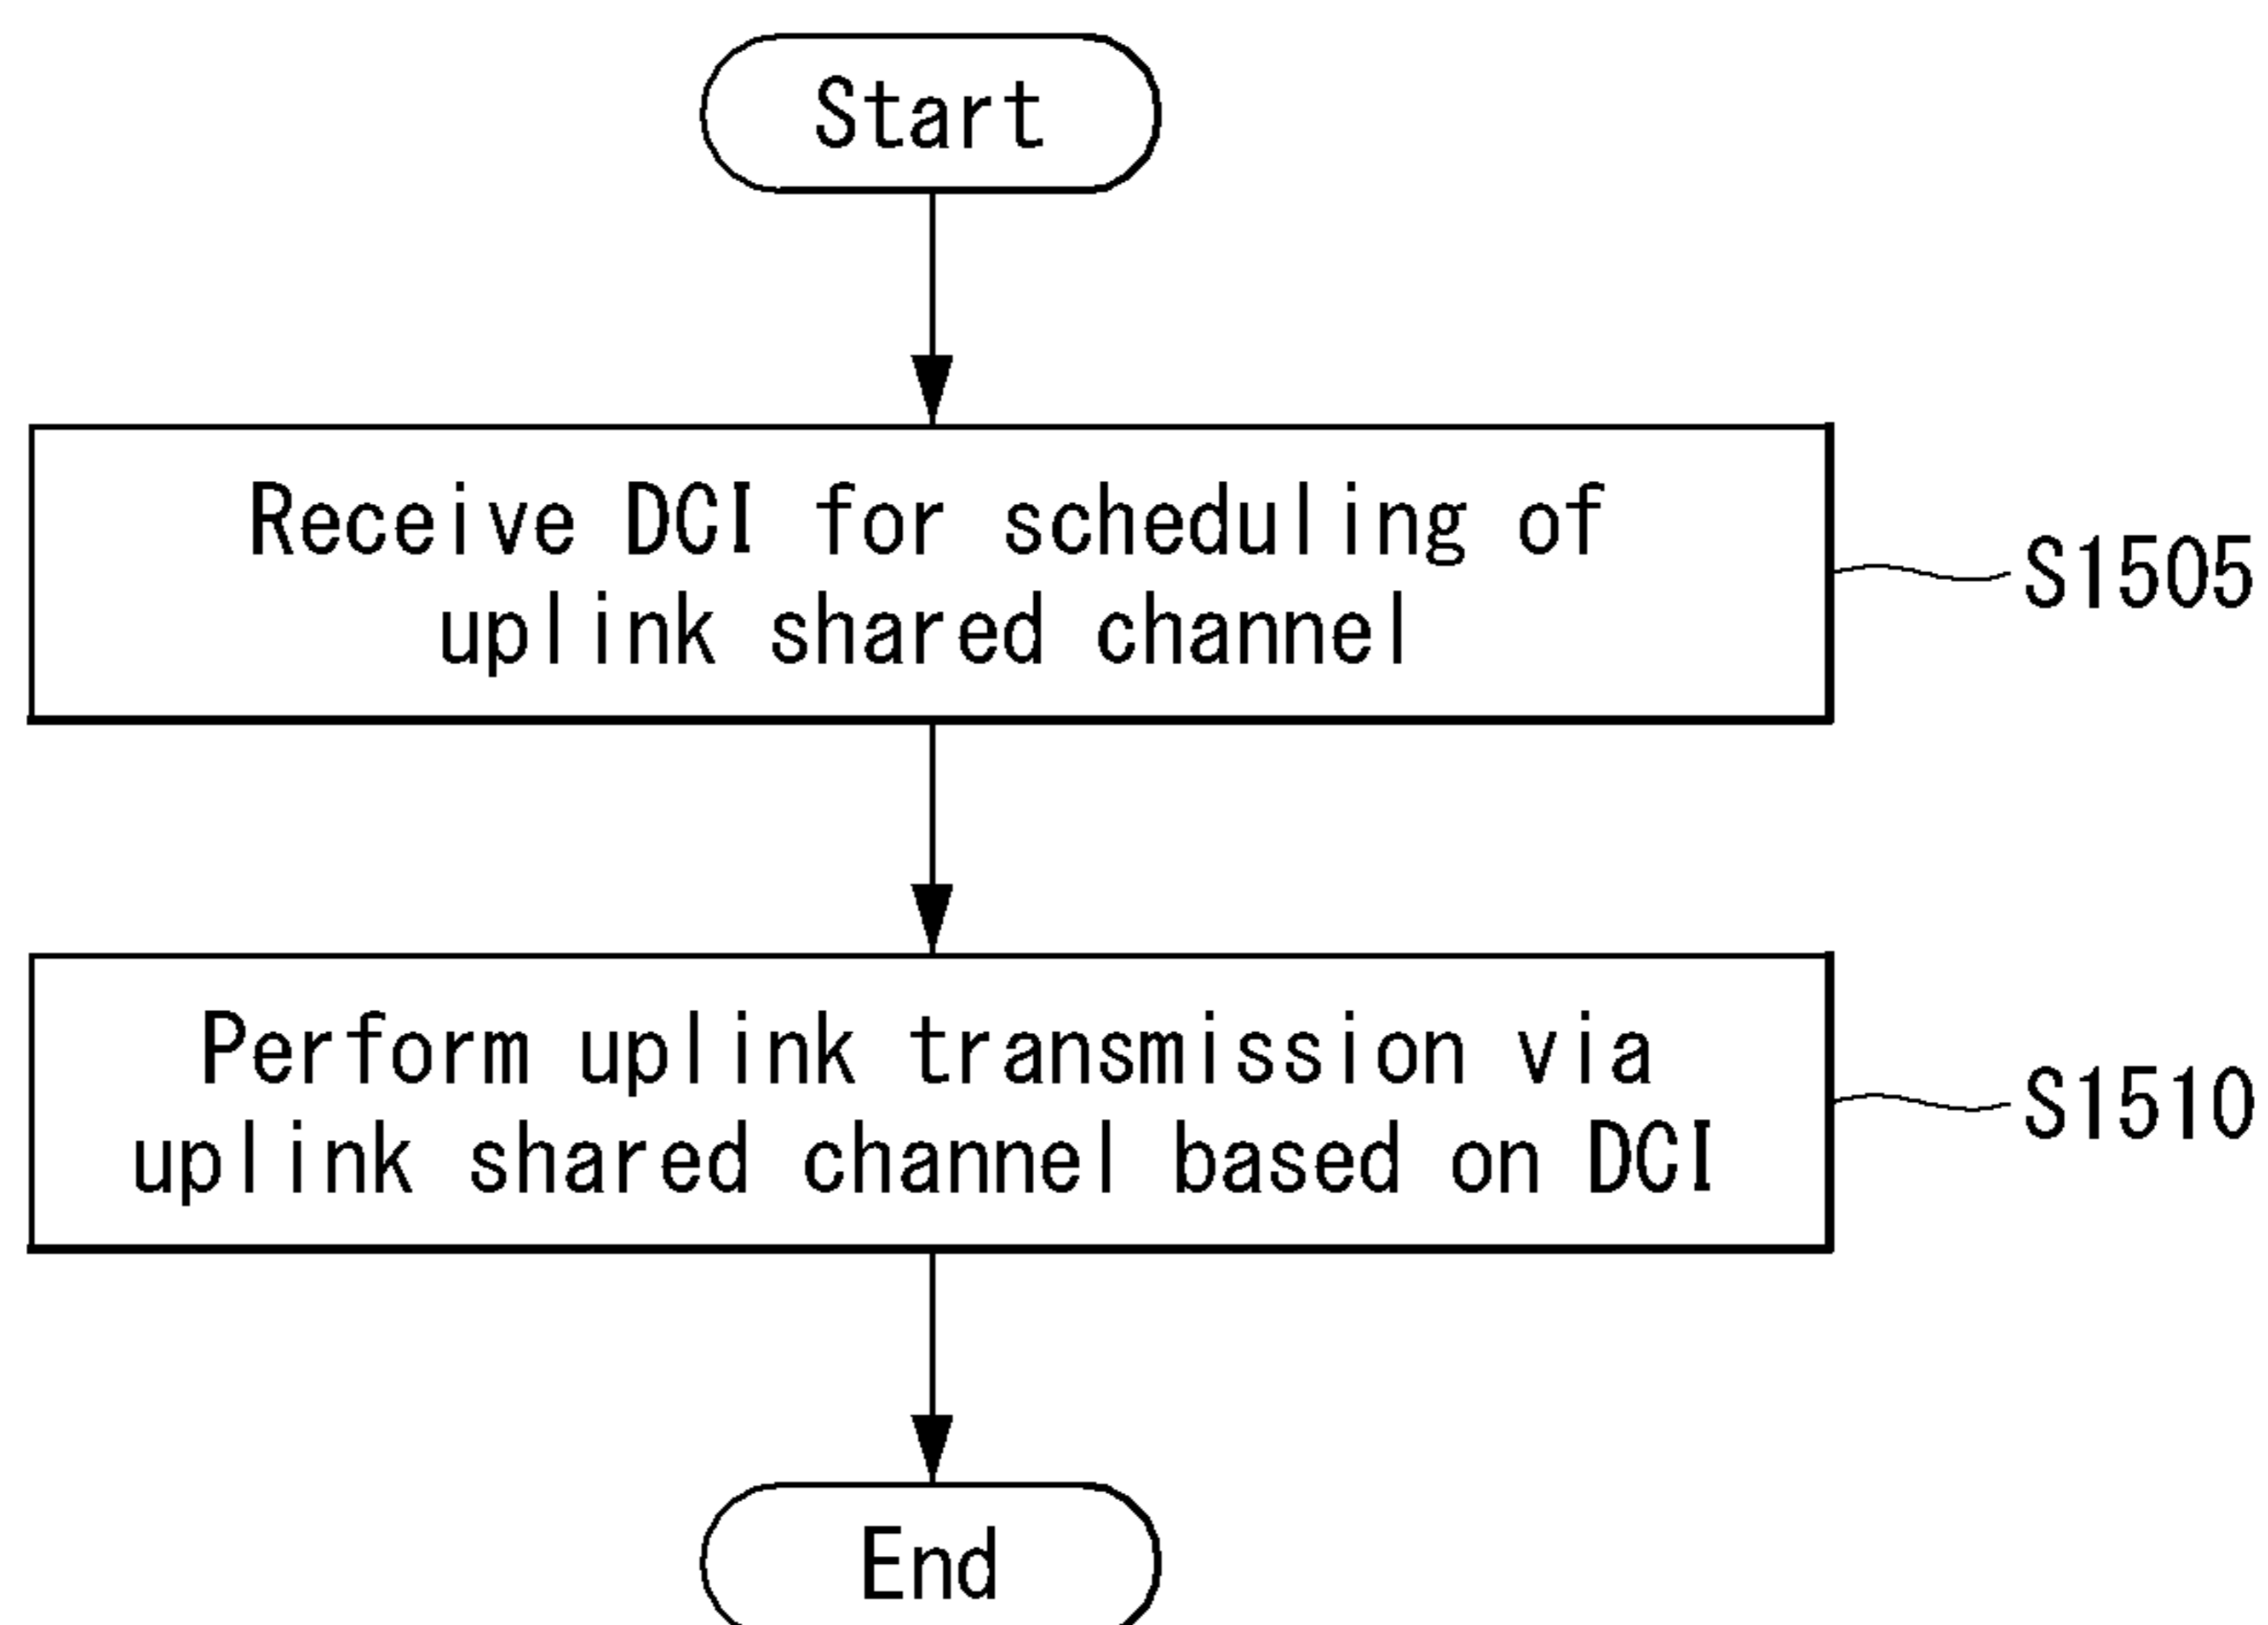 Start
Receive DCI for scheduling of
uplink shared channel
S1505
Perform uplink transmission via
uplink shared channel based on DCI
S1510
End